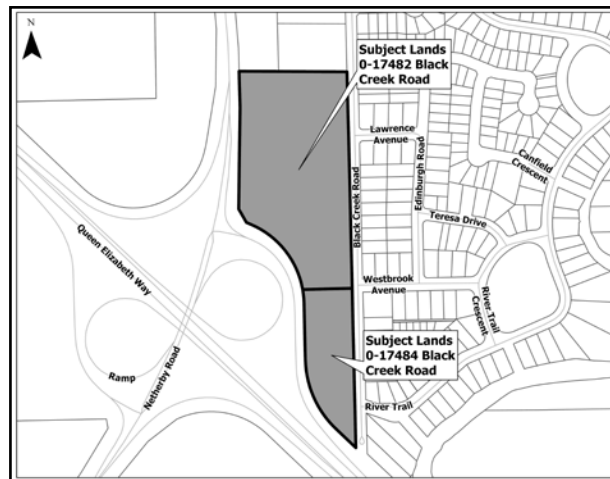 N
Subject Lands
0-17482 Black
Creek Road
Lawrence
Avenue
Edinburgh Road
Canfield
Crescent
Black Creek Road
Teresa Drive
Queen Elizabeth Way
Westbrook
Avenue
River Trail
Crescent
Subject Lands
0-17484 Black
Creek Road
Ramp
Netherby Road
River Trail